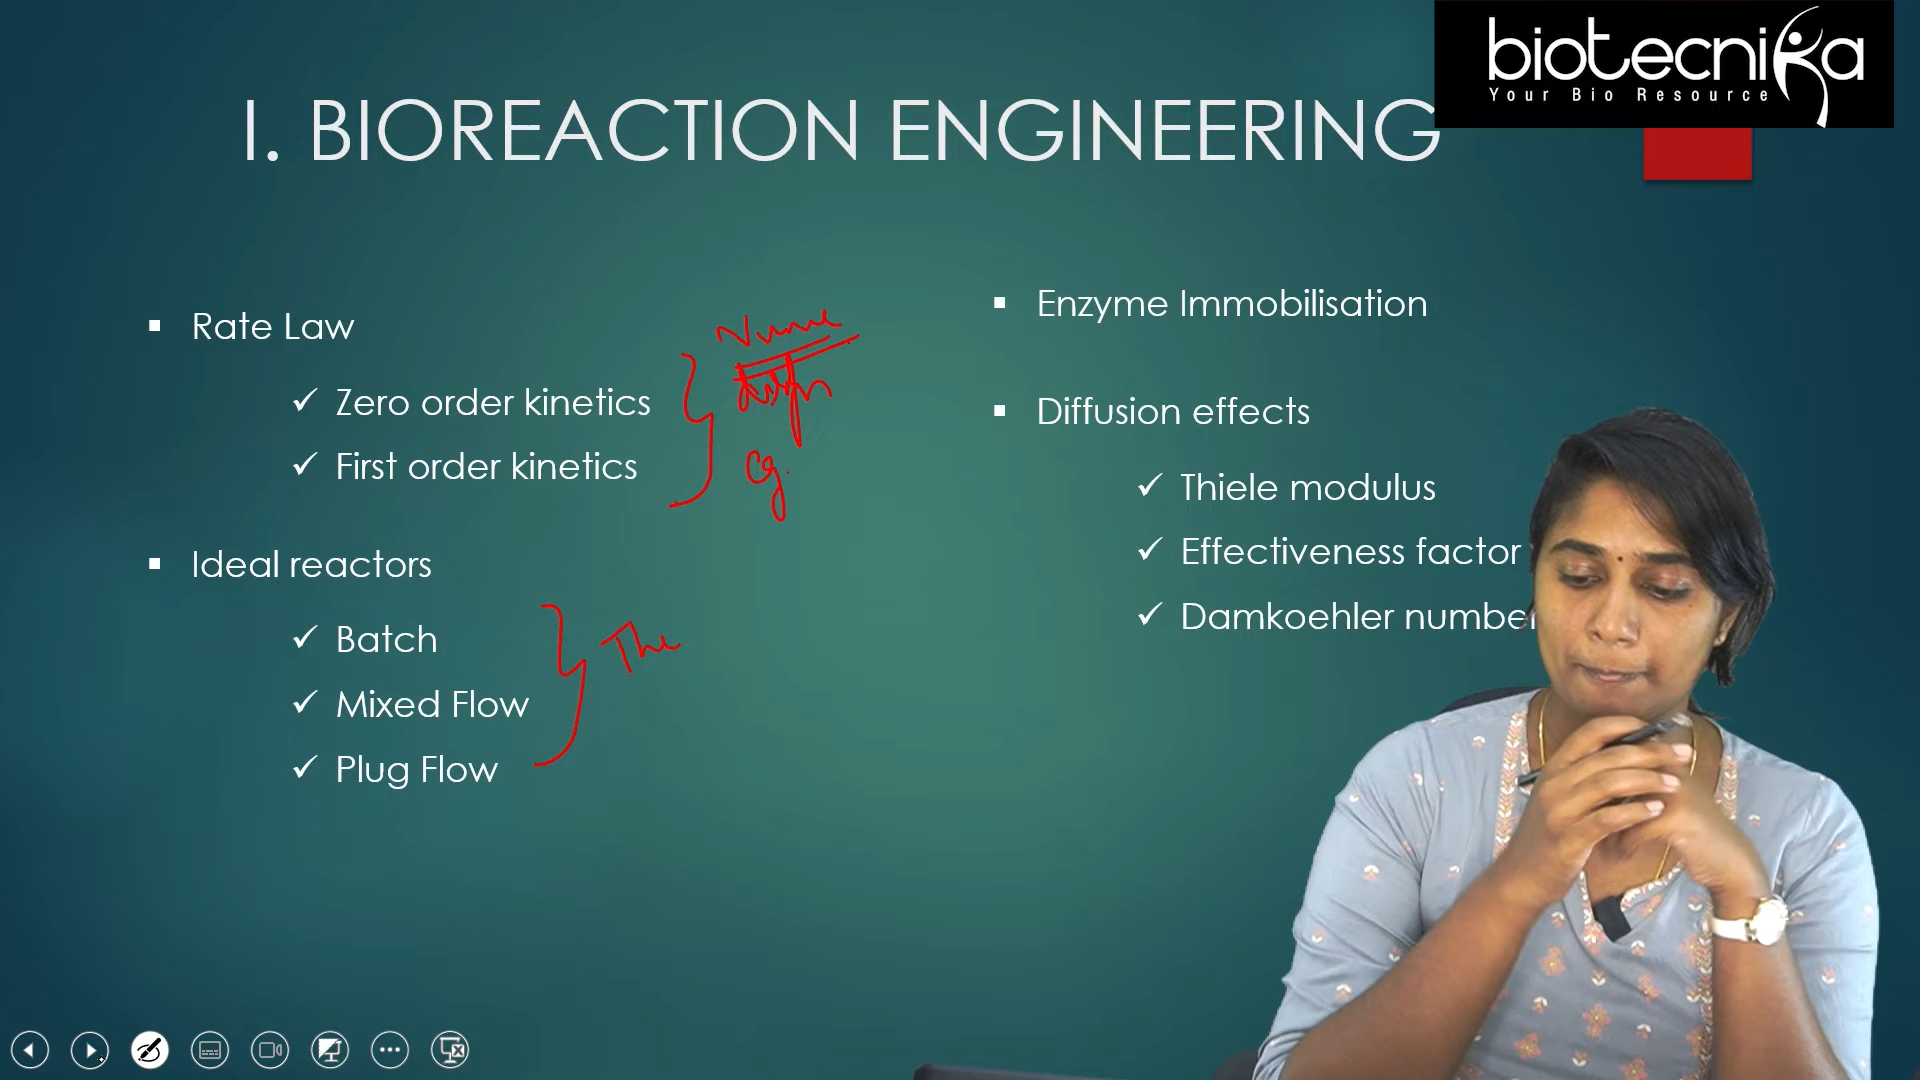 biotecnika
Your Bio Resource
I. BIOREACTION ENGINEERING
Rate Law
Zero order kinetics
First order kinetics
Ideal reactors
Batch
Mixed Flow
Plug Flow
The
Enzyme Immobilisation
Diffusion effects
Thiele modulus
Effectiveness factor
Damkoehler number